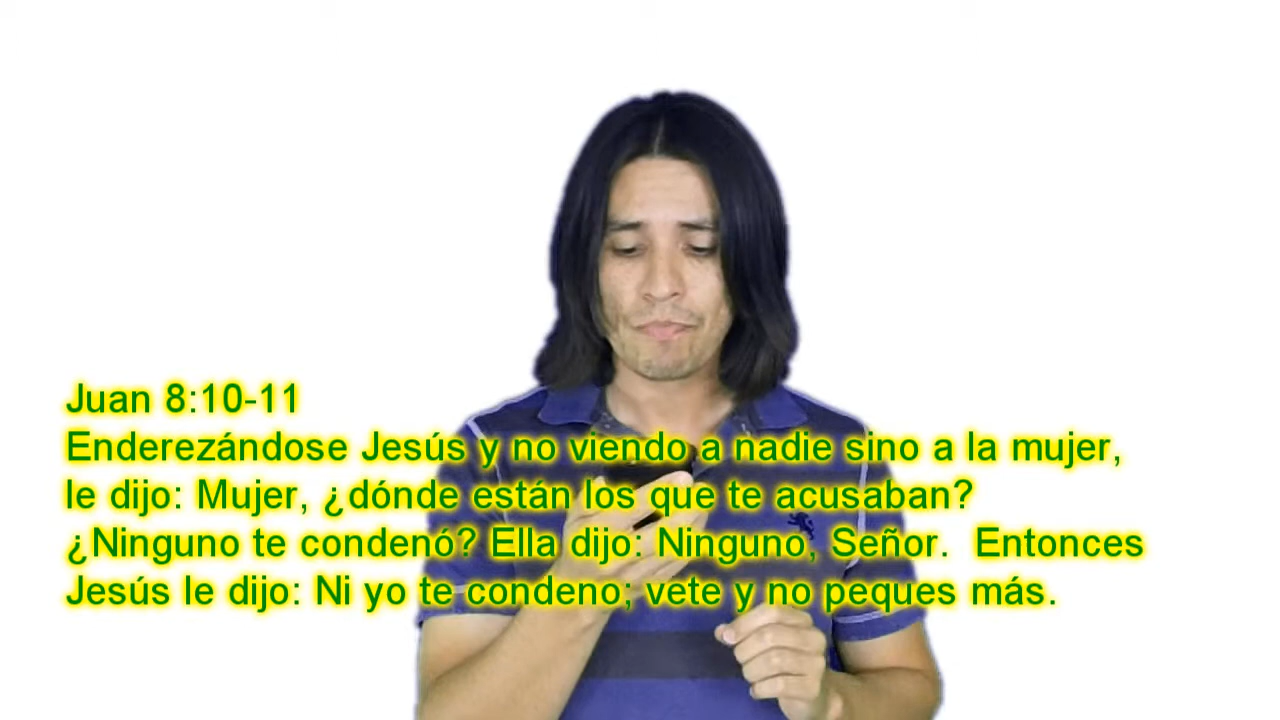 Juan 8:10-11
Enderezándose Jesús y no viendo a nadie sino a la mujer,
le dijo: Mujer, ¿dónde están los que te acusaban?
¿Ninguno te condenó? Ella dijo: Ninguno, Señor.  Entonces
Jesús le dijo: Ni yo te condeno; vete y no peques más.